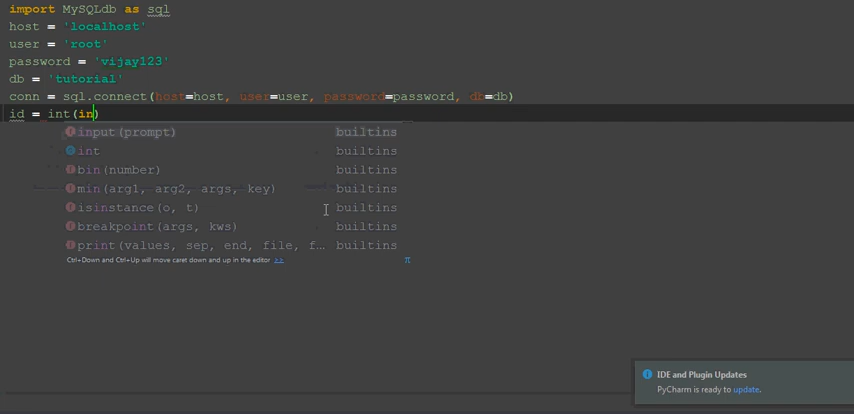 import MySQLdb as sql
host = 'localhost'
user = 'root'
password = 'vijay123'
db = 'tutorial'
conn = sql.connect(host=host, user=user, password=password, db=db)
id = int(in)
input(prompt) builtins
int builtins
bin(number) builtins
min(arg1, arg2, args, key) builtins
isinstance(o, t) builtins
breakpoint(args, kws) builtins
print(values, sep, end, file, f… builtins
Ctrl+Down and Ctrl+Up will move caret down and up in the editor >> π
IDE and Plugin Updates
PyCharm is ready to update.